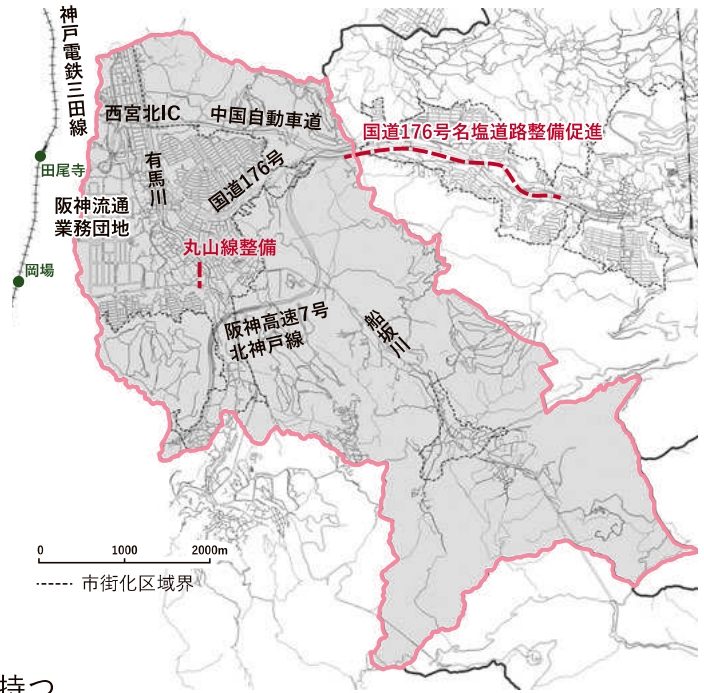 神戸電鉄三田線
西宮北IC
中国自動車道
国道176号名塩道路整備促進
田尾寺
有馬川
国道176号
阪神流通
業務団地
丸山線整備
岡場
阪神高速7号
北神戸線
船坂川
0 1000 2000m
市街化区域界
持つ